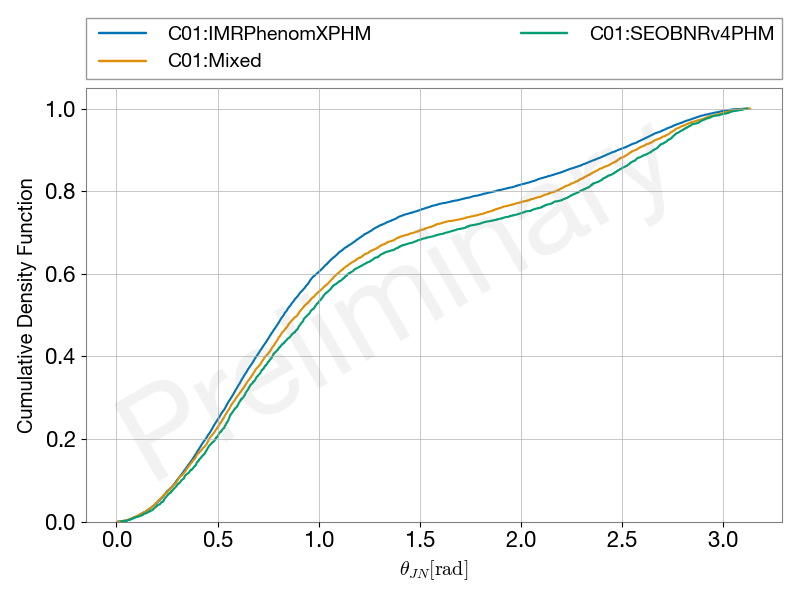 C01:IMRPhenomXPHM
C01:Mixed
C01:SEOBNRv4PHM
Preliminary
Cumulative Density Function
1.0
0.8
0.6
0.4
0.2
0.0
0.0 0.5 1.0 1.5 2.0 2.5 3.0
θ_JN[rad]